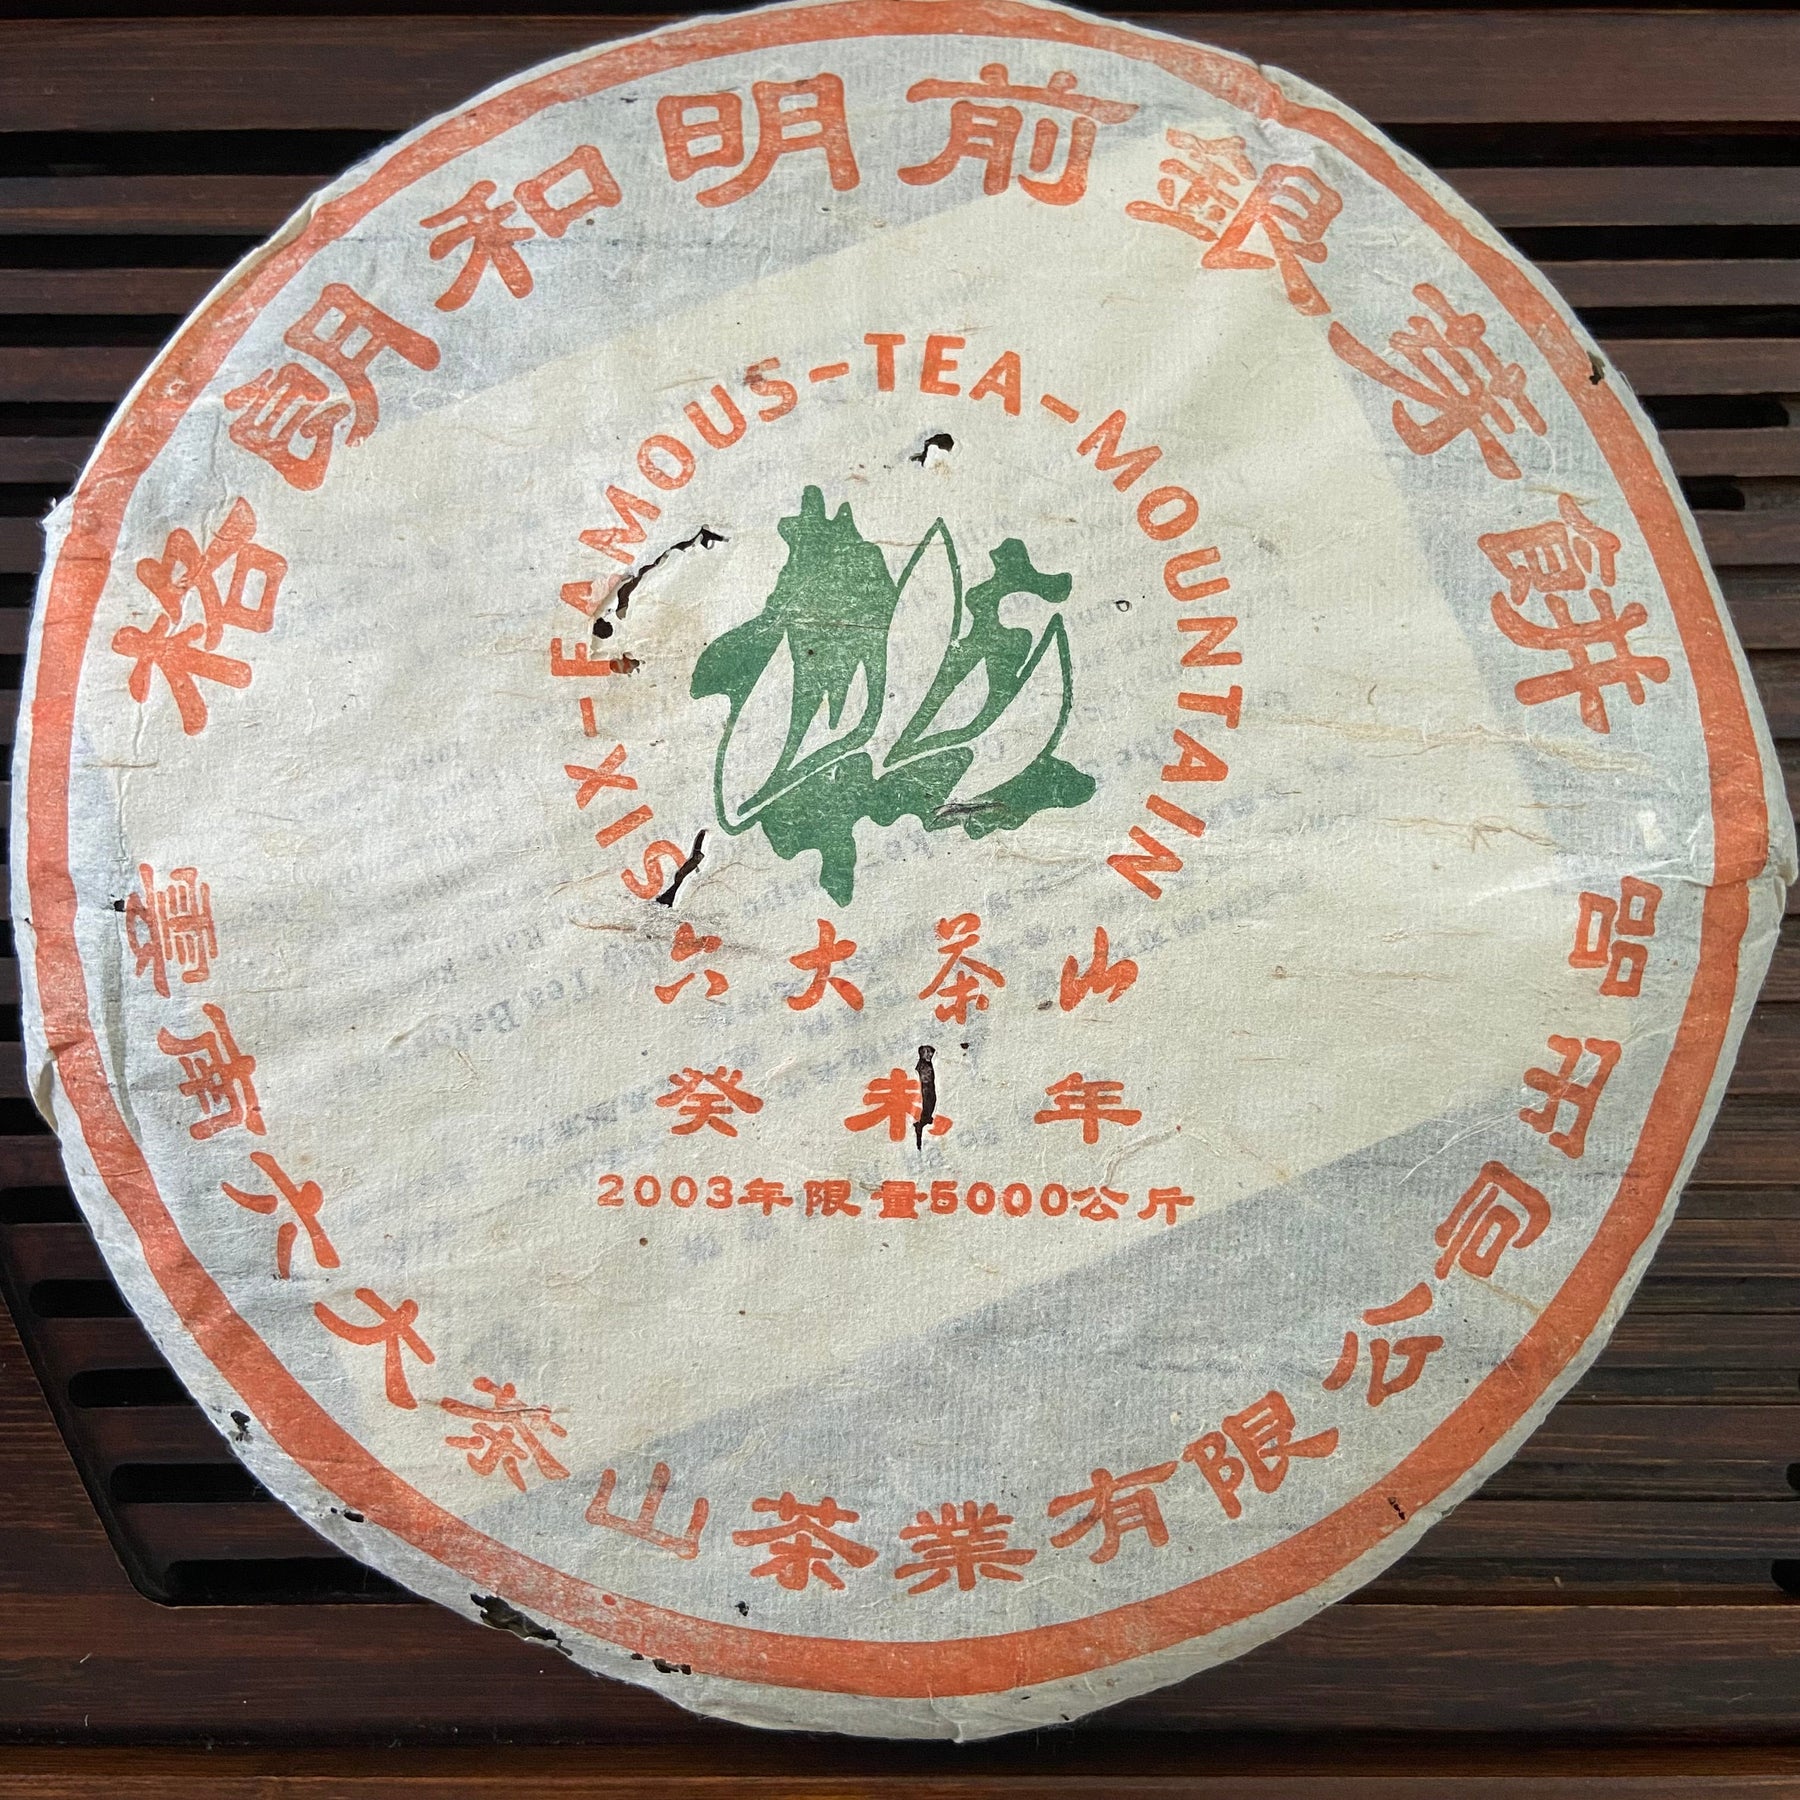 格朗和明前銀芽餅
SIX-FAMOUS-TEA-MOUNTAIN
六大茶山
癸未年
2003年限量5000公斤
雲南六大茶山茶業有限公司出品